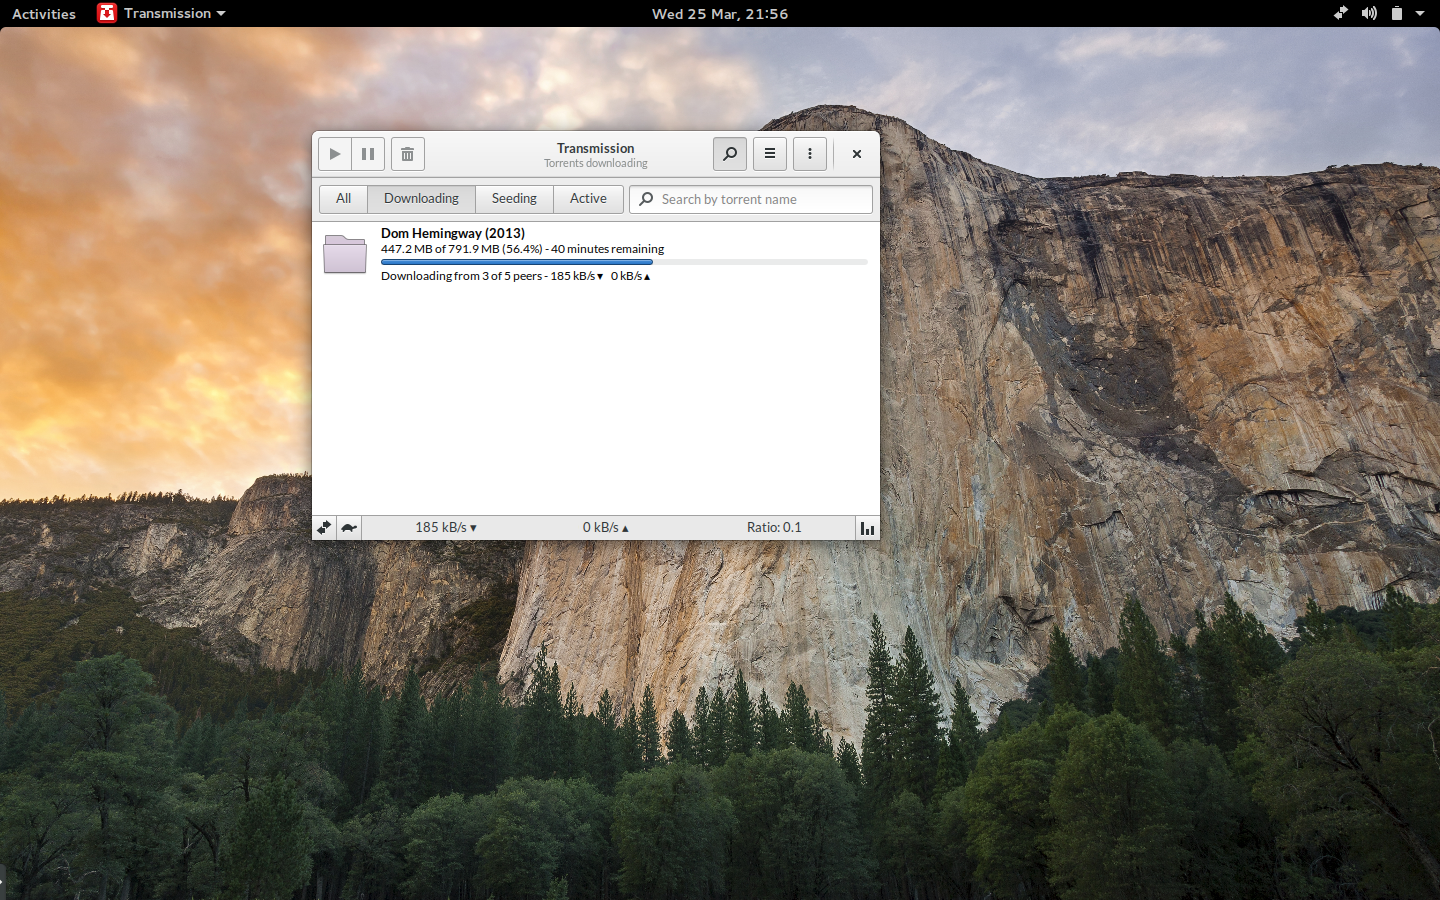 Activities
Transmission
Wed 25 Mar, 21:56
Transmission
Torrents downloading
All
Downloading
Seeding
Active
Search by torrent name
Dom Hemingway (2013)
447.2 MB of 791.9 MB (56.4%) - 40 minutes remaining
Downloading from 3 of 5 peers - 185 kB/s▾ 0 kB/s▴
185 kB/s ▾
0 kB/s ▴
Ratio: 0.1